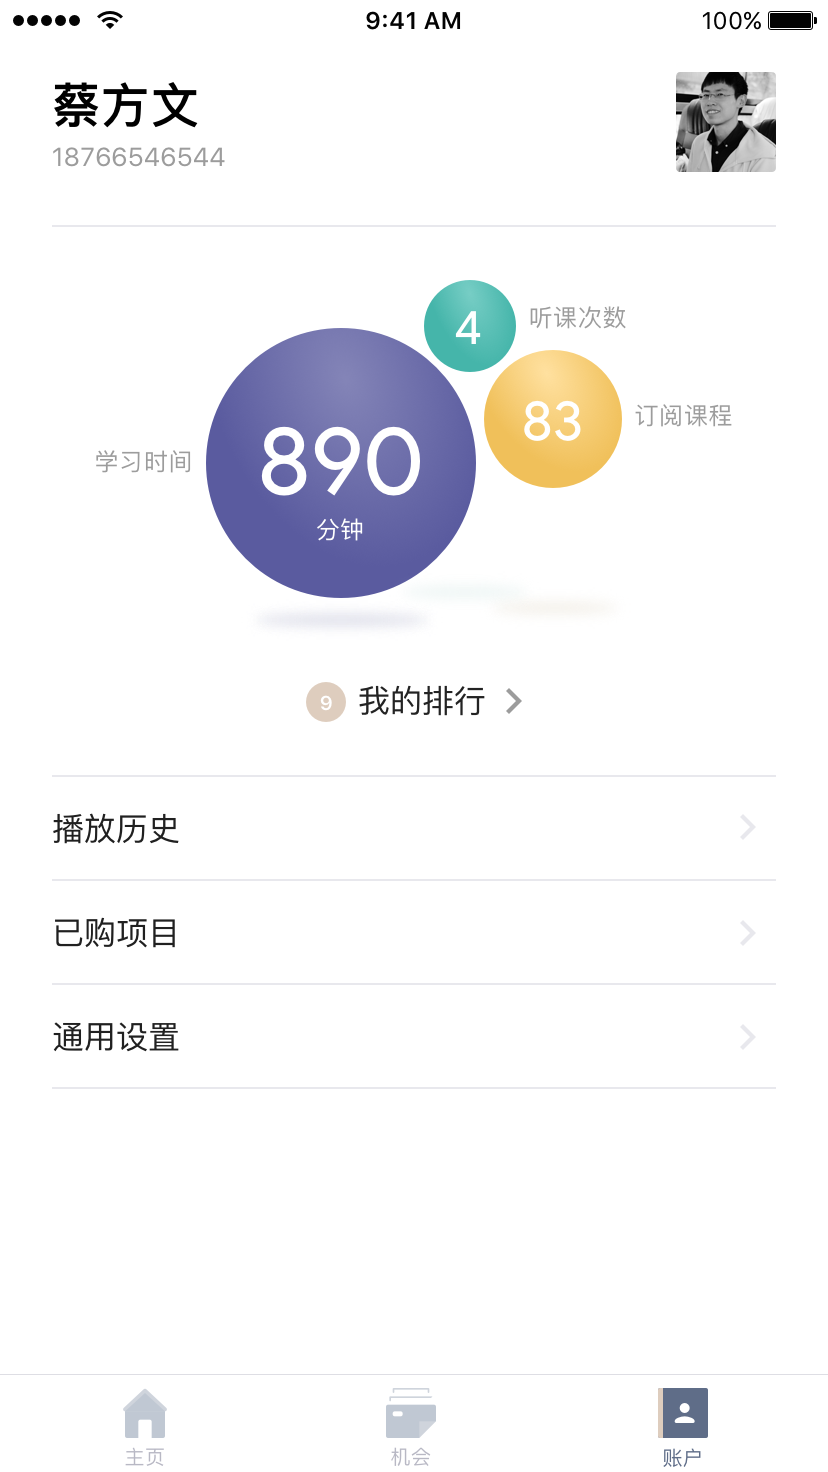 9:41 AM
100%
蔡方文
18766546544
4
听课次数
83
订阅课程
学习时间
890
分钟
9
我的排行
播放历史
已购项目
通用设置
主页
机会
账户